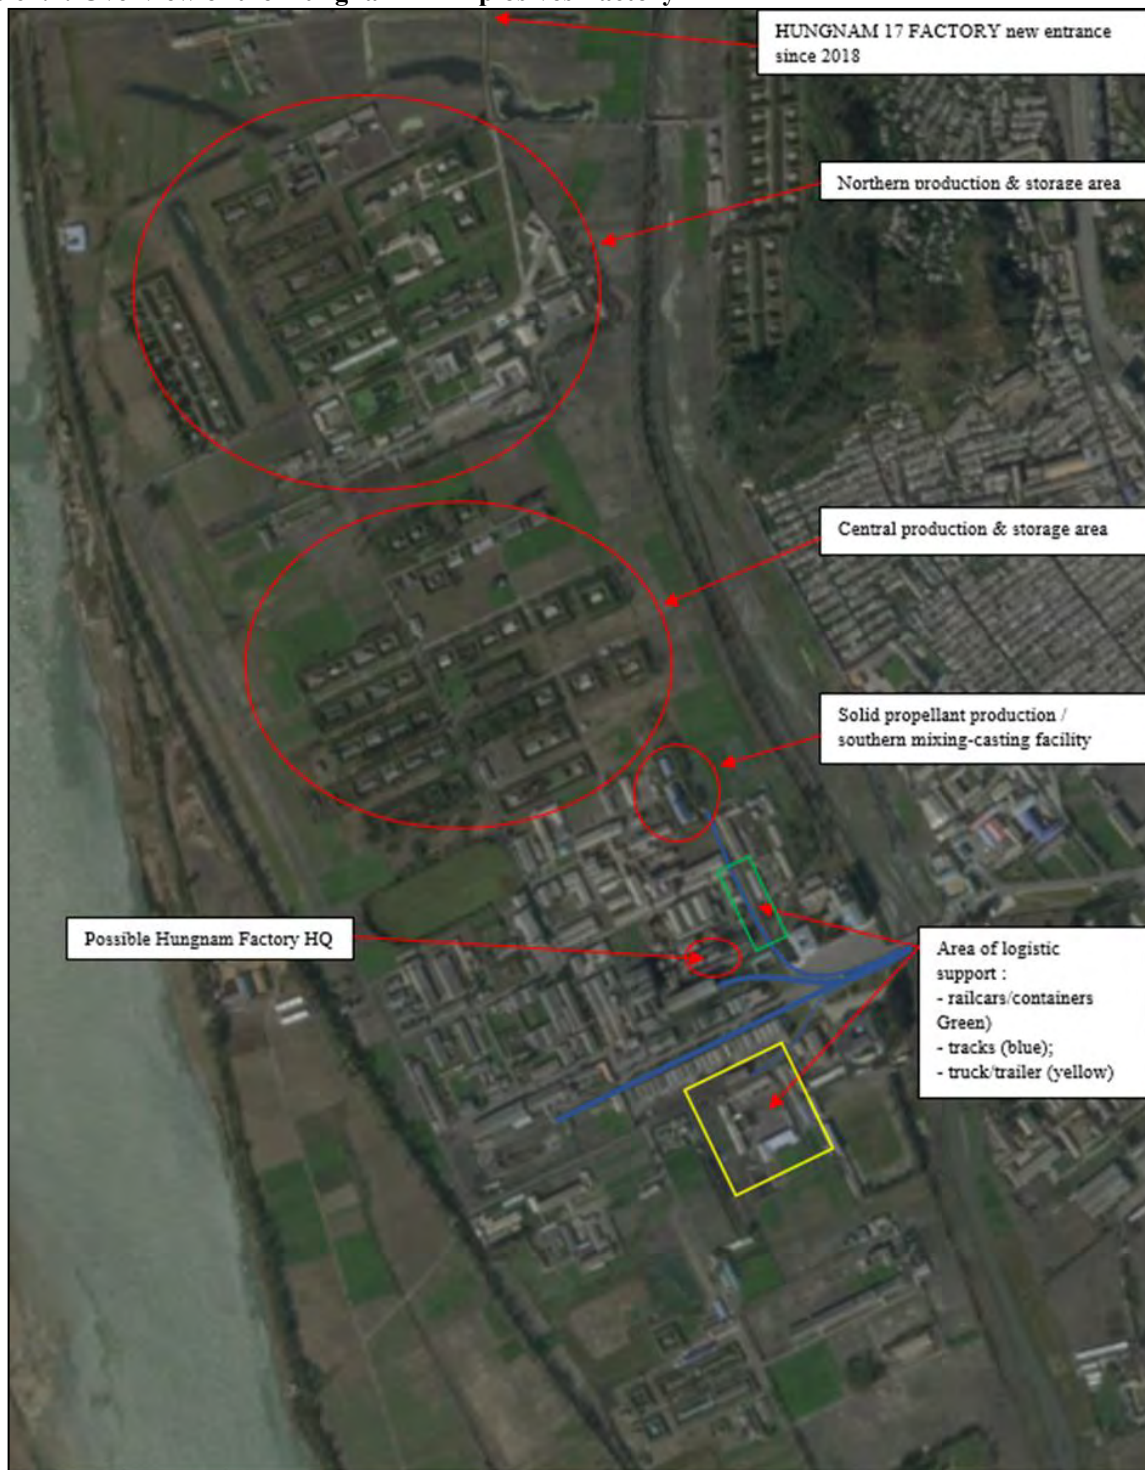 HUNGNAM 17 FACTORY new entrance
since 2018
Northern production & storage area
Central production & storage area
Solid propellant production /
southern mixing-casting facility
Possible Hungnam Factory HQ
Area of logistic
support :
- railcars/containers
Green)
- tracks (blue);
- truck/trailer (yellow)